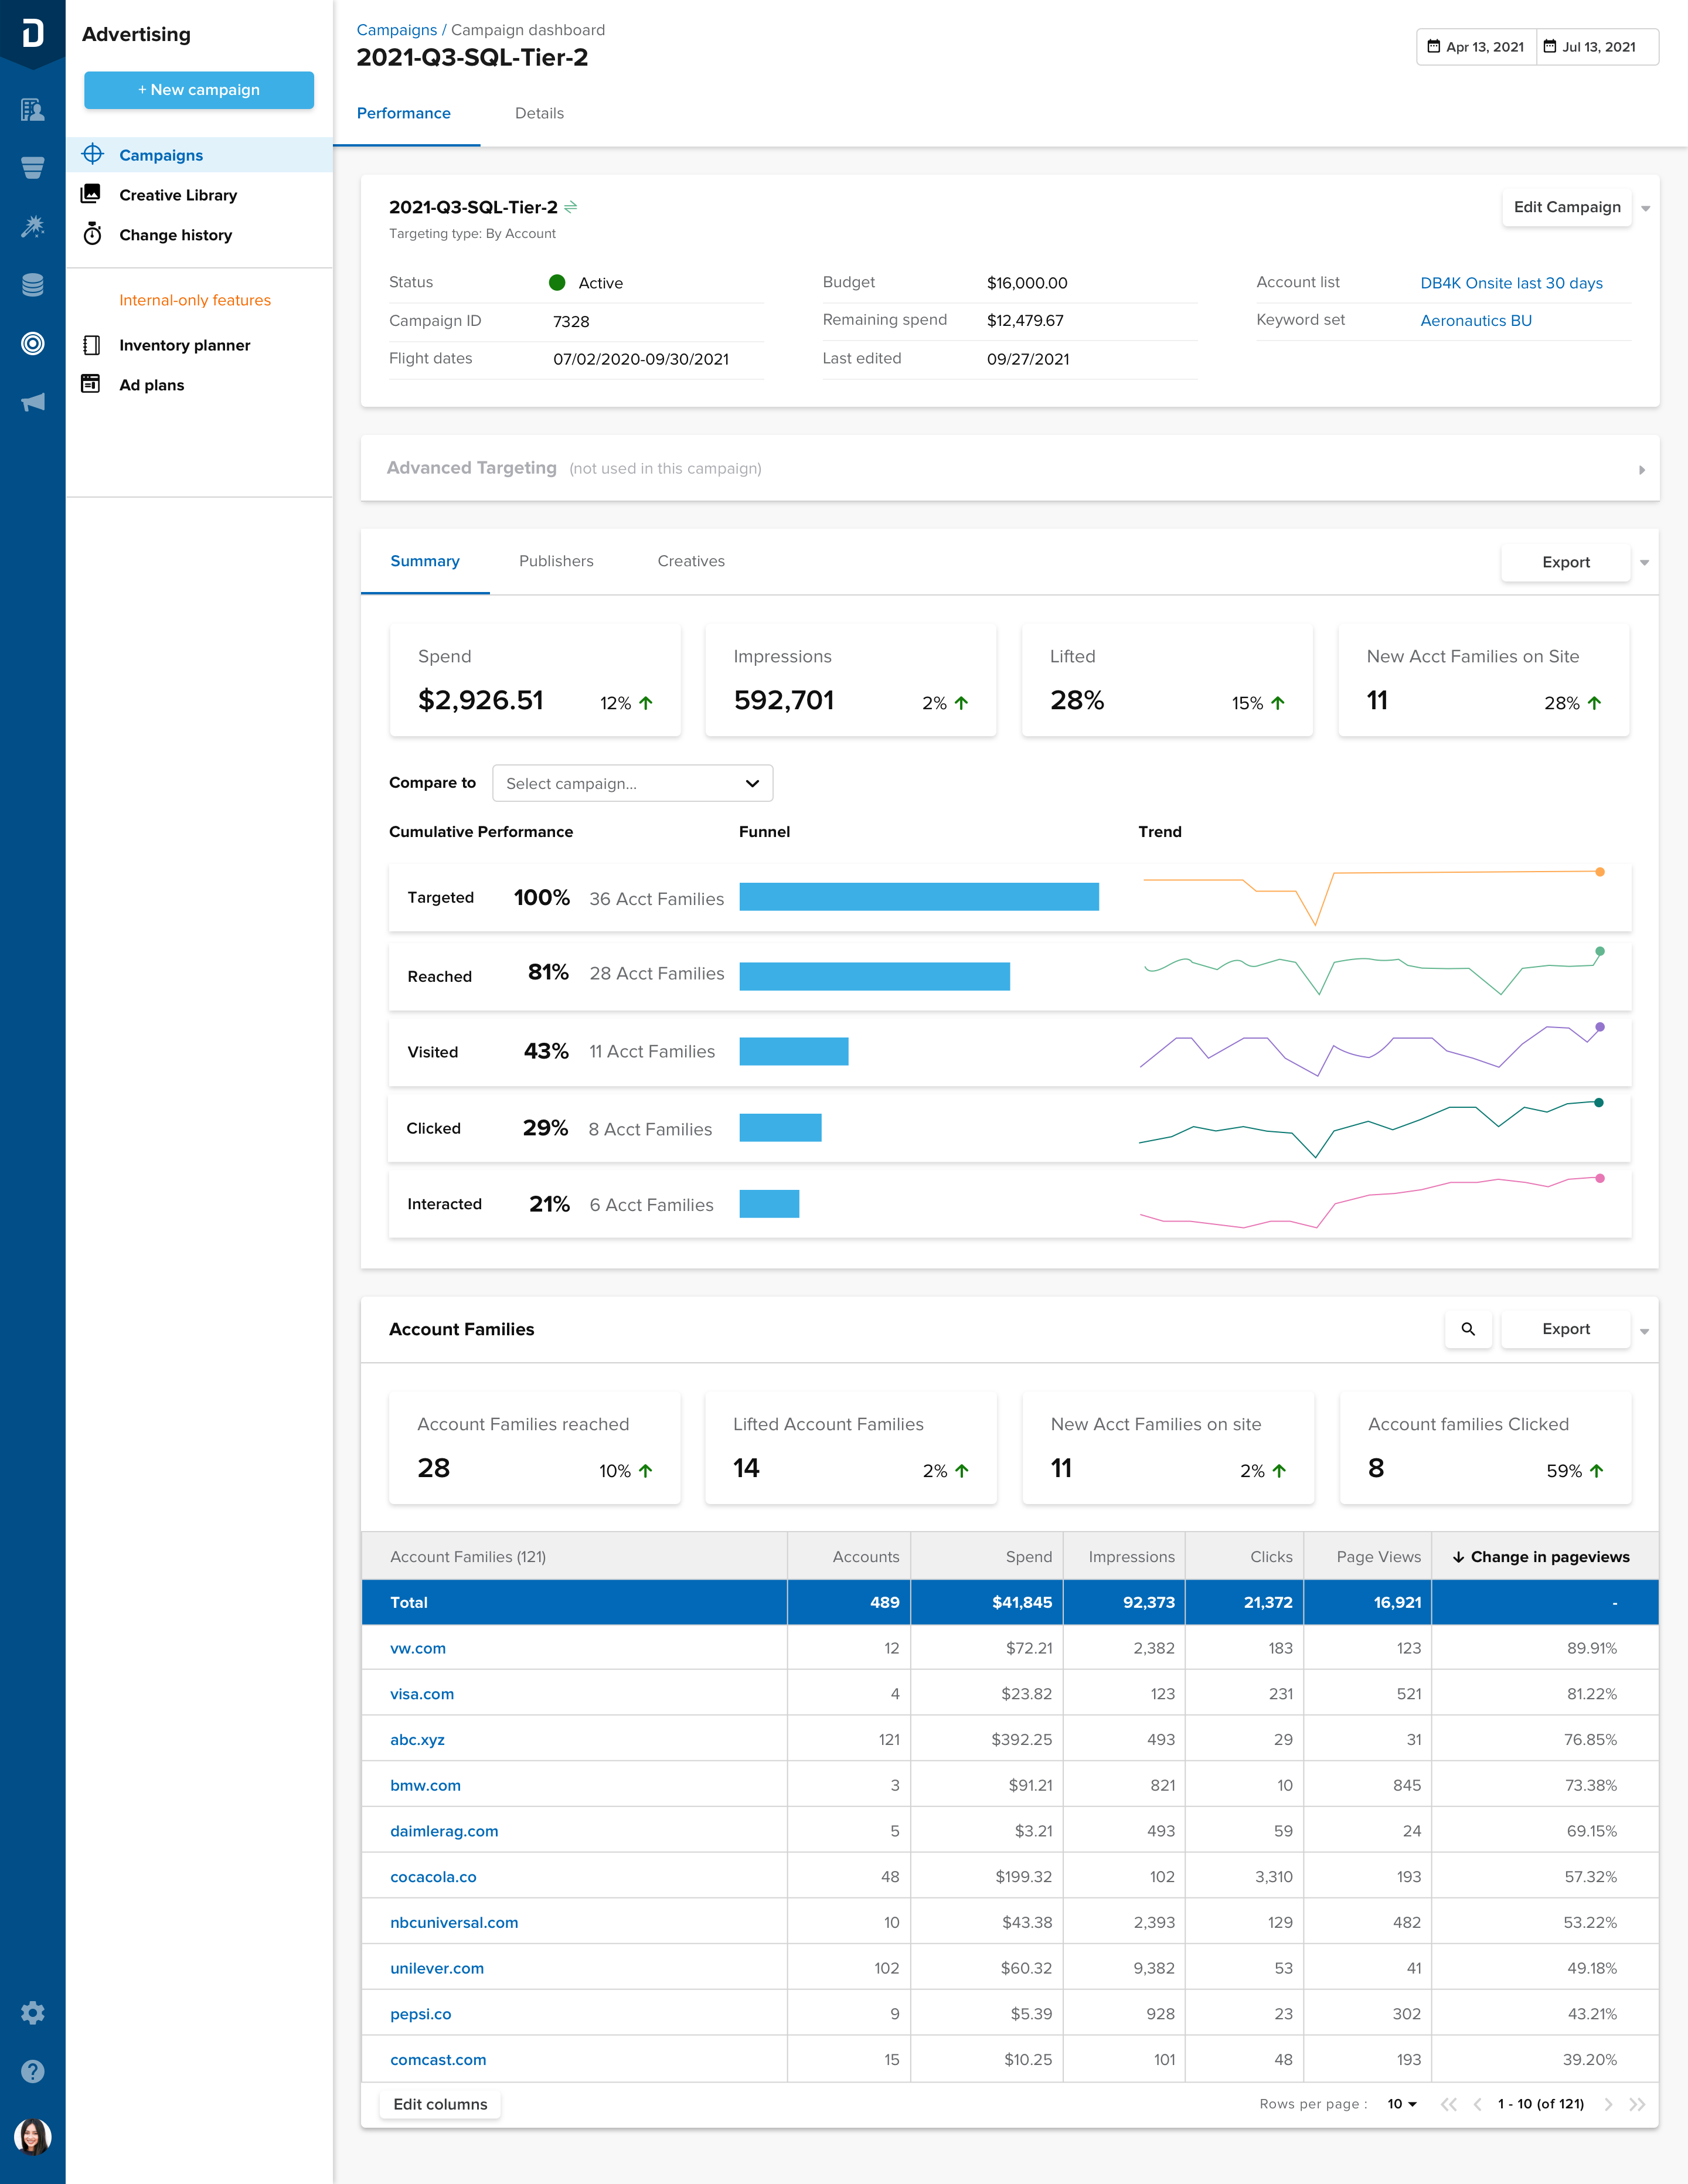 Advertising
+ New campaign
Campaigns
Creative Library
Change history
Internal-only features
Inventory planner
Ad plans
Campaigns / Campaign dashboard
2021-Q3-SQL-Tier-2
Apr 13, 2021 Jul 13, 2021
Performance Details
2021-Q3-SQL-Tier-2
Edit Campaign
Targeting type: By Account
Status Active
Campaign ID 7328
Flight dates 07/02/2020-09/30/2021
Budget $16,000.00
Remaining spend $12,479.67
Last edited 09/27/2021
Account list DB4K Onsite last 30 days
Keyword set Aeronautics BU
Advanced Targeting (not used in this campaign)
Summary Publishers Creatives Export
Spend
$2,926.51 12%
Impressions
592,701 2%
Lifted
28% 15%
New Acct Families on Site
11 28%
Compare to Select campaign...
Cumulative Performance Funnel Trend
Targeted 100% 36 Acct Families
Reached 81% 28 Acct Families
Visited 43% 11 Acct Families
Clicked 29% 8 Acct Families
Interacted 21% 6 Acct Families
Account Families Export
Account Families reached
28 10%
Lifted Account Families
14 2%
New Acct Families on site
11 2%
Account families Clicked
8 59%
Account Families (121) Accounts Spend Impressions Clicks Page Views Change in pageviews
Total 489 $41,845 92,373 21,372 16,921 -
vw.com 12 $72.21 2,382 183 123 89.91%
visa.com 4 $23.82 123 231 521 81.22%
abc.xyz 121 $392.25 493 29 31 76.85%
bmw.com 3 $91.21 821 10 845 73.38%
daimlerag.com 5 $3.21 493 59 24 69.15%
cocacola.co 48 $199.32 102 3,310 193 57.32%
nbcuniversal.com 10 $43.38 2,393 129 482 53.22%
unilever.com 102 $60.32 9,382 53 41 49.18%
pepsi.co 9 $5.39 928 23 302 43.21%
comcast.com 15 $10.25 101 48 193 39.20%
Edit columns Rows per page : 10 1 - 10 (of 121)